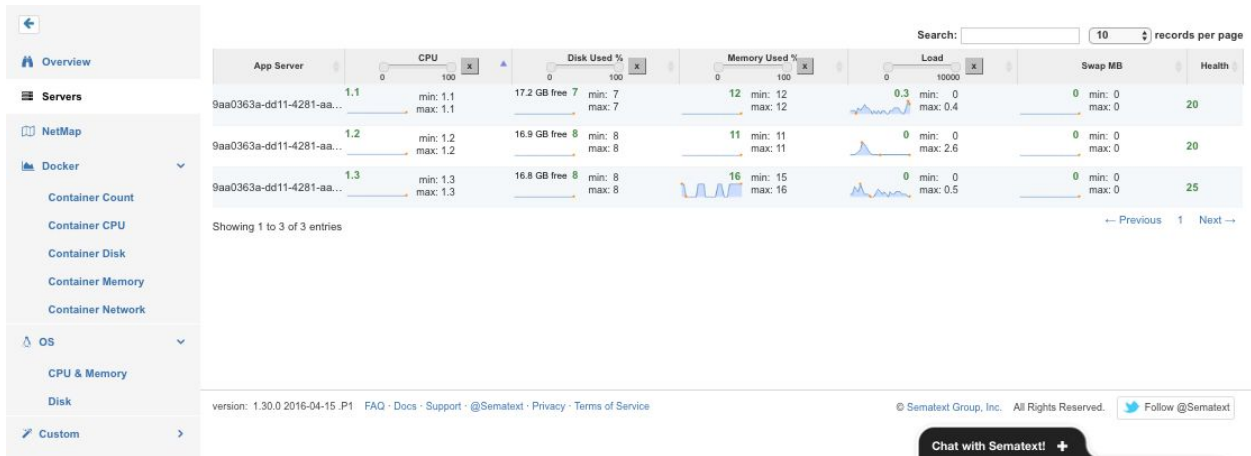 Search: 10 records per page
Overview
Servers
NetMap
Docker
Container Count
Container CPU
Container Disk
Container Memory
Container Network
OS
CPU & Memory
Disk
Custom
App Server CPU x Disk Used % x Memory Used % x Load x Swap MB Health
0 100 0 100 0 100 0 10000
9aa0363a-dd11-4281-aa... 1.1 min: 1.1 17.2 GB free 7 min: 7 12 min: 12 0.3 min: 0 0 min: 0 20
max: 1.1 max: 7 max: 12 max: 0.4 max: 0
9aa0363a-dd11-4281-aa... 1.2 min: 1.2 16.9 GB free 8 min: 8 11 min: 11 0 min: 0 0 min: 0 20
max: 1.2 max: 8 max: 11 max: 2.6 max: 0
9aa0363a-dd11-4281-aa... 1.3 min: 1.3 16.8 GB free 8 min: 8 16 min: 15 0 min: 0 0 min: 0 25
max: 1.3 max: 8 max: 16 max: 0.5 max: 0
Showing 1 to 3 of 3 entries ← Previous 1 Next →
version: 1.30.0 2016-04-15 .P1 FAQ · Docs · Support · @Sematext · Privacy · Terms of Service © Sematext Group, Inc. All Rights Reserved. Follow @Sematext
Chat with Sematext! +